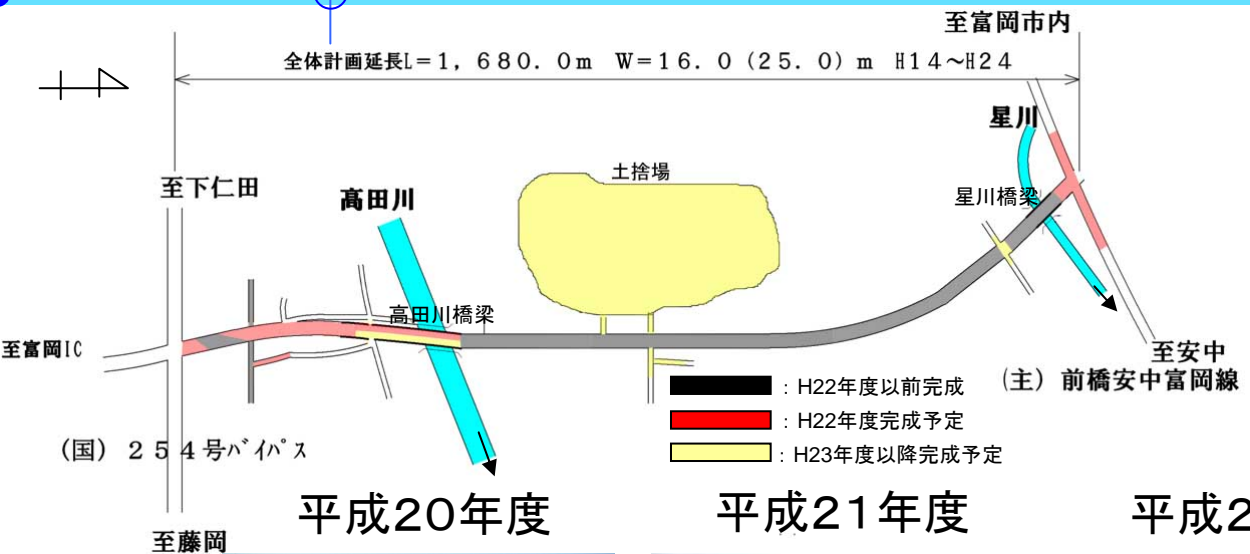 至富岡市内
全体計画延長L=1,680.0m W=16.0(25.0)m H14~H24
星川
土捨場
至下仁田
高田川
星川橋梁
高田川橋梁
至富岡IC
至安中
(主)前橋安中富岡線
:H22年度以前完成
:H22年度完成予定
:H23年度以降完成予定
(国)254号バイパス
平成20年度
平成21年度
平成2
至藤岡